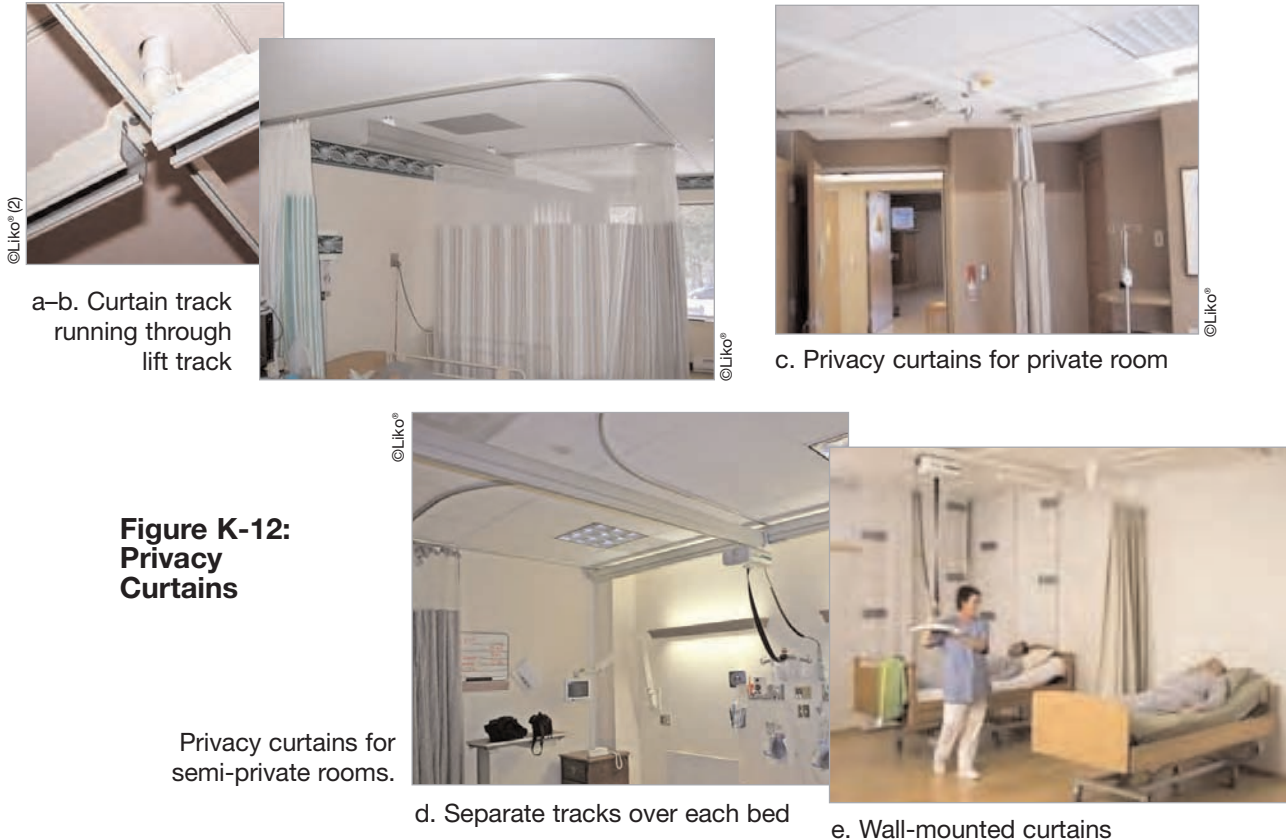 ©Liko® (2)
a–b. Curtain track
running through
lift track
©Liko®
c. Privacy curtains for private room
©Liko®
©Liko®
Figure K-12:
Privacy
Curtains
Privacy curtains for
semi-private rooms.
d. Separate tracks over each bed
e. Wall-mounted curtains